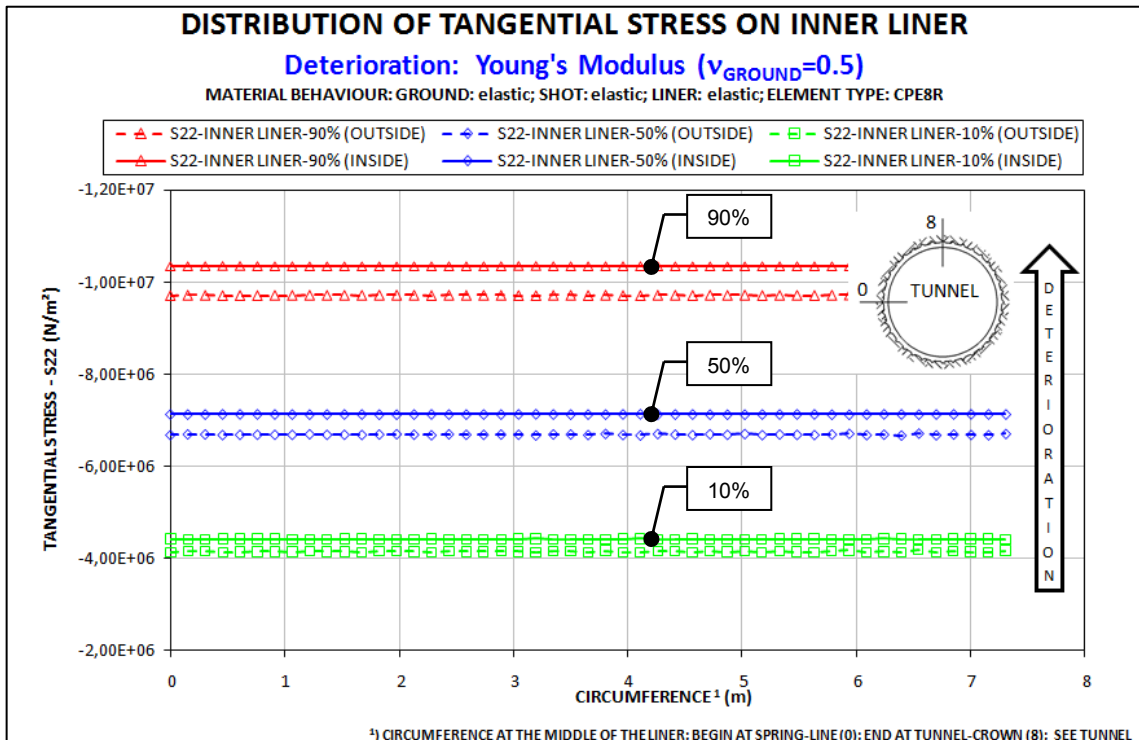 DISTRIBUTION OF TANGENTIAL STRESS ON INNER LINER
Deterioration: Young's Modulus (νGROUND=0.5)
MATERIAL BEHAVIOUR: GROUND: elastic; SHOT: elastic; LINER: elastic; ELEMENT TYPE: CPE8R
S22-INNER LINER-90% (OUTSIDE) S22-INNER LINER-50% (OUTSIDE) S22-INNER LINER-10% (OUTSIDE)
S22-INNER LINER-90% (INSIDE) S22-INNER LINER-50% (INSIDE) S22-INNER LINER-10% (INSIDE)
-1,20E+07
-1,00E+07
-8,00E+06
-6,00E+06
-4,00E+06
-2,00E+06
TANGENTIAL STRESS - S22 (N/m²)
90%
50%
10%
8
0
TUNNEL
DETERIORATION
0 1 2 3 4 5 6 7 8
CIRCUMFERENCE¹ (m)
¹) CIRCUMFERENCE AT THE MIDDLE OF THE LINER: BEGIN AT SPRING-LINE (0); END AT TUNNEL-CROWN (8); SEE TUNNEL